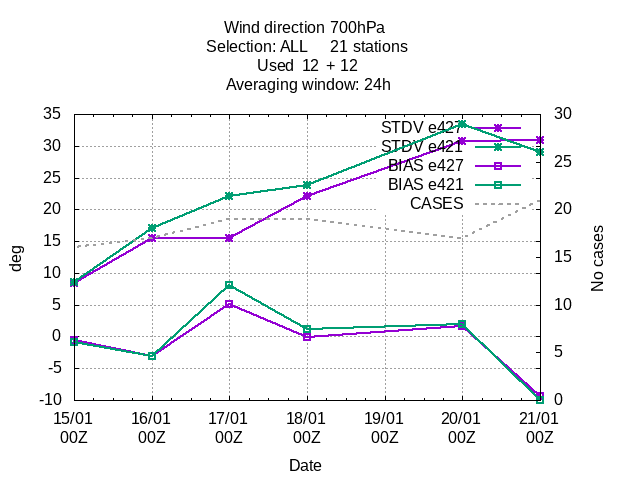 Wind direction 700hPa
Selection: ALL 21 stations
Used 12 + 12
Averaging window: 24h
35
30
25
20
15
10
5
0
-5
-10
deg
30
25
20
15
10
5
0
No cases
STDV e427
STDV e421
BIAS e427
BIAS e421
CASES
15/01 16/01 17/01 18/01 19/01 20/01 21/01
00Z 00Z 00Z 00Z 00Z 00Z 00Z
Date